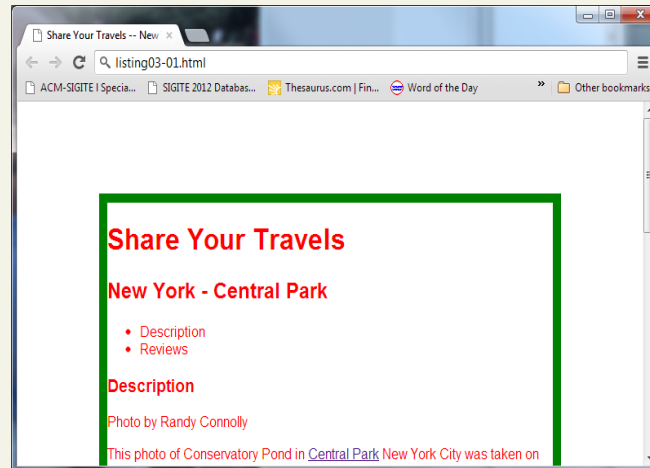 Share Your Travels -- New
listing03-01.html
ACM-SIGITE I Specia... SIGITE 2012 Databas... Thesaurus.com | Fin... Word of the Day » Other bookmarks
Share Your Travels
New York - Central Park
• Description
• Reviews
Description
Photo by Randy Connolly
This photo of Conservatory Pond in Central Park New York City was taken on